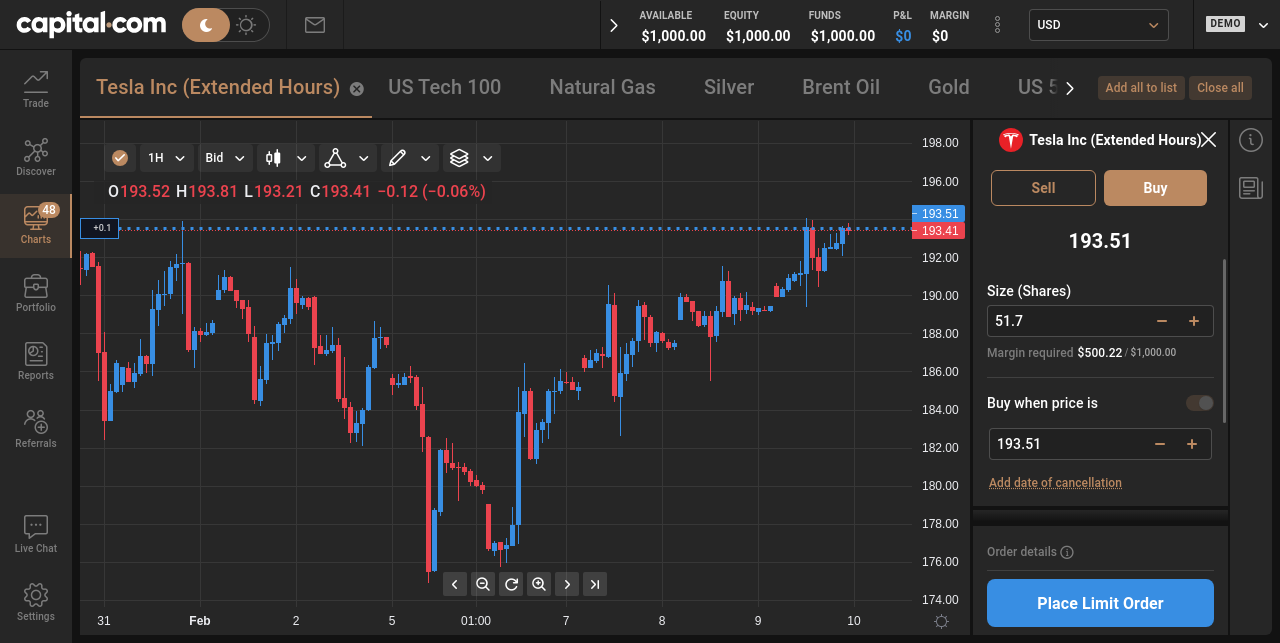 capital.com
AVAILABLE EQUITY FUNDS P&L MARGIN
$1,000.00 $1,000.00 $1,000.00 $0 $0
USD
DEMO
Tesla Inc (Extended Hours) US Tech 100 Natural Gas Silver Brent Oil Gold US 5
Add all to list Close all
Trade
Discover
48
Charts
Portfolio
Reports
Referrals
Live Chat
Settings
1H Bid
O193.52 H193.81 L193.21 C193.41 −0.12 (−0.06%)
+0.1
198.00
196.00
193.51
193.41
192.00
190.00
188.00
186.00
184.00
182.00
180.00
178.00
176.00
174.00
31 Feb 2 5 01:00 7 8 9 10
Tesla Inc (Extended Hours)
Sell Buy
193.51
Size (Shares)
51.7
Margin required $500.22 / $1,000.00
Buy when price is
193.51
Add date of cancellation
Order details
Place Limit Order